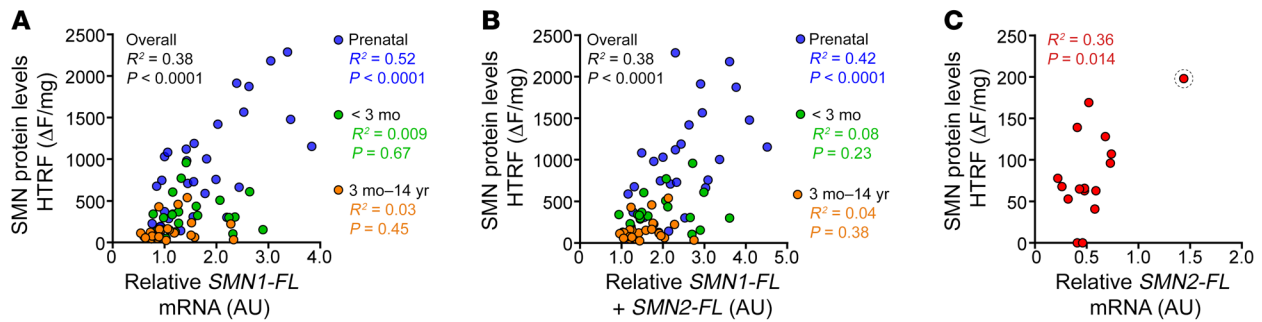 A
SMN protein levels
HTRF (ΔF/mg)
2500
2000
1500
1000
500
0
0
1.0
2.0
3.0
4.0
Relative SMN1-FL
mRNA (AU)
Overall
R² = 0.38
P < 0.0001
Prenatal
R² = 0.52
P < 0.0001
< 3 mo
R² = 0.009
P = 0.67
3 mo–14 yr
R² = 0.03
P = 0.45
B
SMN protein levels
HTRF (ΔF/mg)
2500
2000
1500
1000
500
0
0
1.0
2.0
3.0
4.0
5.0
Relative SMN1-FL
+ SMN2-FL (AU)
Overall
R² = 0.38
P < 0.0001
Prenatal
R² = 0.42
P < 0.0001
< 3 mo
R² = 0.08
P = 0.23
3 mo–14 yr
R² = 0.04
P = 0.38
C
SMN protein levels
HTRF (ΔF/mg)
250
200
150
100
50
0
0
0.5
1.0
1.5
2.0
Relative SMN2-FL
mRNA (AU)
R² = 0.36
P = 0.014